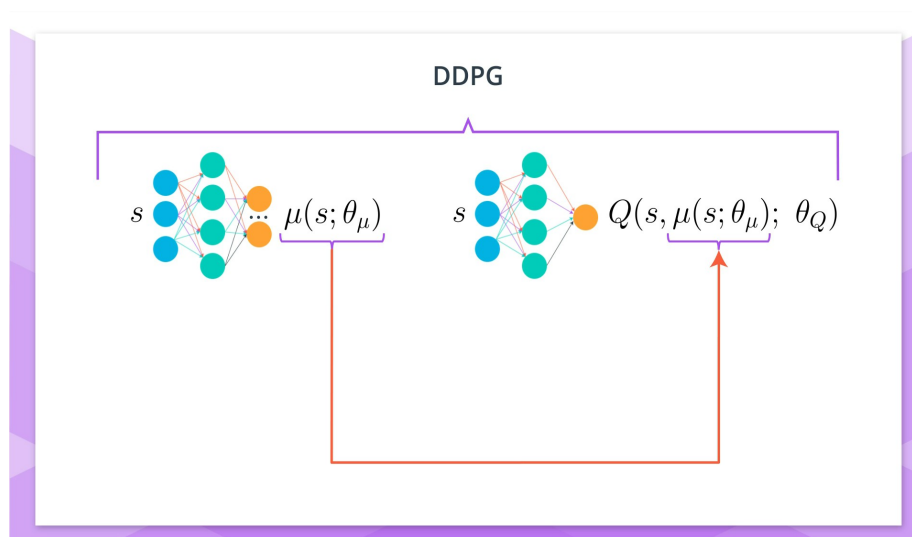 DDPG
s ... μ(s; θ_μ) s Q(s, μ(s; θ_μ); θ_Q)